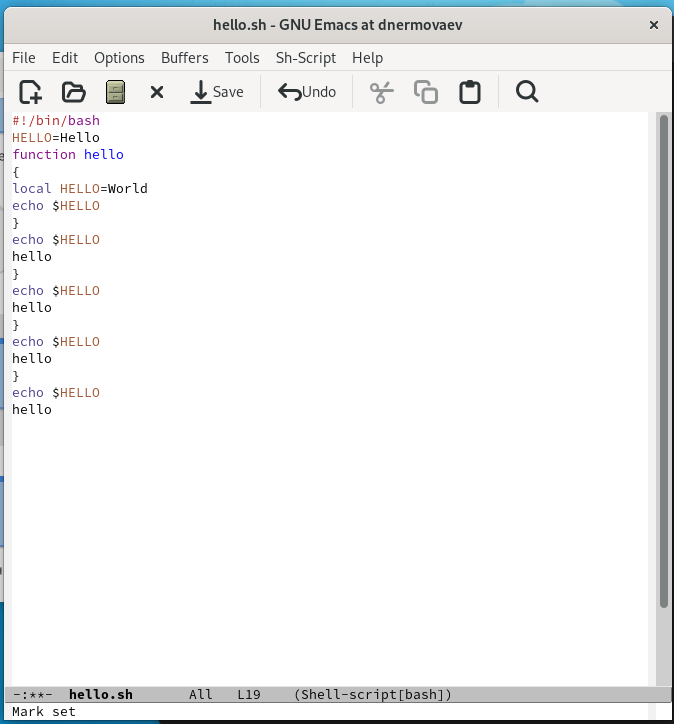 hello.sh - GNU Emacs at dnermovaev
File Edit Options Buffers Tools Sh-Script Help
Save Undo
#!/bin/bash
HELLO=Hello
function hello
{
local HELLO=World
echo $HELLO
}
echo $HELLO
hello
}
echo $HELLO
hello
}
echo $HELLO
hello
}
echo $HELLO
hello
-:**- hello.sh All L19 (Shell-script[bash])
Mark set